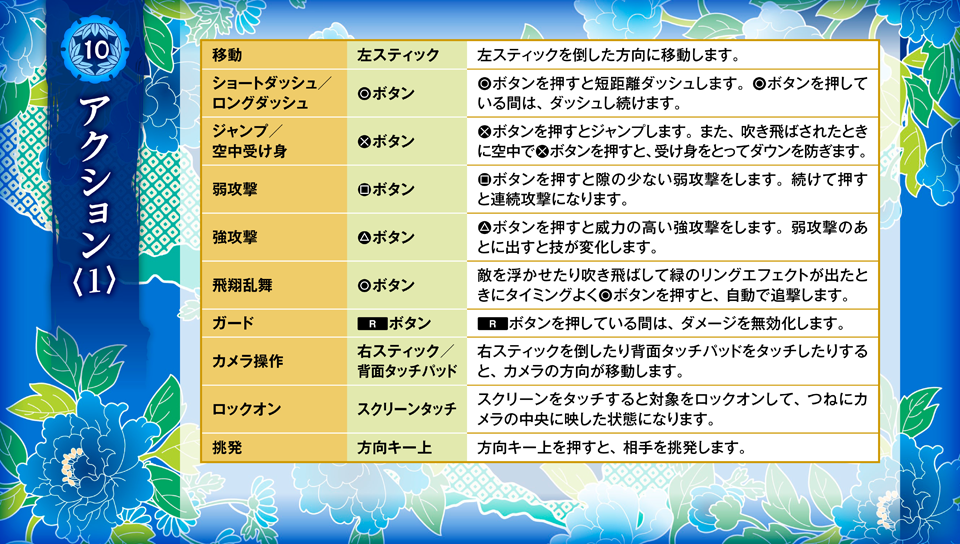 10
アクション〈1〉
移動
左スティック
左スティックを倒した方向に移動します。
ショートダッシュ／
ロングダッシュ
◯ボタン
◯ボタンを押すと短距離ダッシュします。◯ボタンを押して
いる間は、ダッシュし続けます。
ジャンプ／
空中受け身
×ボタン
×ボタンを押すとジャンプします。また、吹き飛ばされたとき
に空中で×ボタンを押すと、受け身をとってダウンを防ぎます。
弱攻撃
□ボタン
□ボタンを押すと隙の少ない弱攻撃をします。続けて押す
と連続攻撃になります。
強攻撃
△ボタン
△ボタンを押すと威力の高い強攻撃をします。弱攻撃のあ
とに出すと技が変化します。
飛翔乱舞
◯ボタン
敵を浮かせたり吹き飛ばして緑のリングエフェクトが出たと
きにタイミングよく◯ボタンを押すと、自動で追撃します。
ガード
Rボタン
Rボタンを押している間は、ダメージを無効化します。
カメラ操作
右スティック／
背面タッチパッド
右スティックを倒したり背面タッチパッドをタッチしたりする
と、カメラの方向が移動します。
ロックオン
スクリーンタッチ
スクリーンをタッチすると対象をロックオンして、つねにカ
メラの中央に映した状態になります。
挑発
方向キー上
方向キー上を押すと、相手を挑発します。